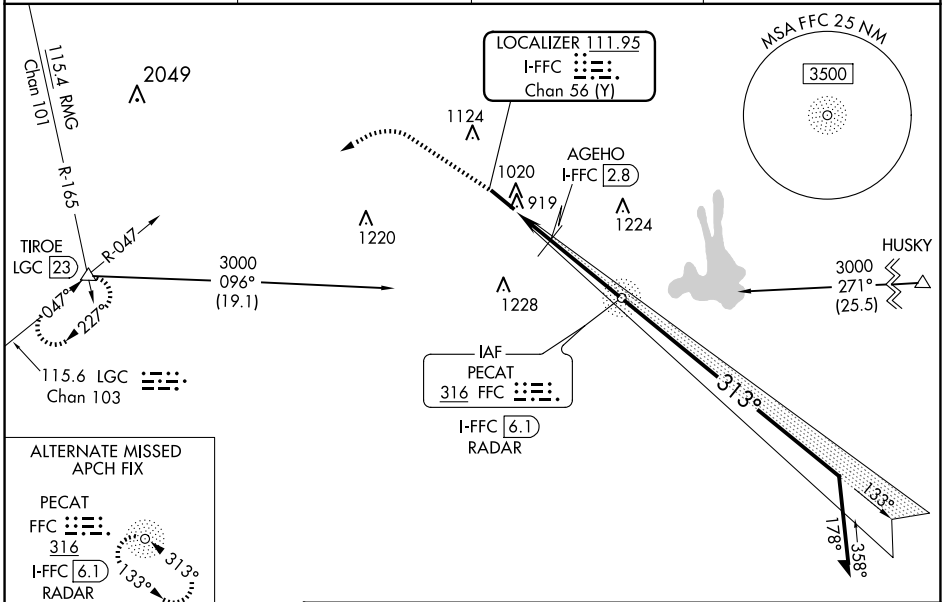 115.4 RMG
Chan 101
R-165
2049
LOCALIZER 111.95
I-FFC
Chan 56 (Y)
MSA FFC 25 NM
3500
1124
AGEHO
I-FFC 2.8
1020
919
1224
1220
TIROE
LGC 23
R-047
047°
227°
3000
096°
(19.1)
1228
HUSKY
3000
271°
(25.5)
115.6 LGC
Chan 103
IAF
PECAT
316 FFC
I-FFC 6.1
RADAR
313°
133°
178°
358°
ALTERNATE MISSED
APCH FIX
PECAT
FFC
316
I-FFC 6.1
RADAR
313°
133°